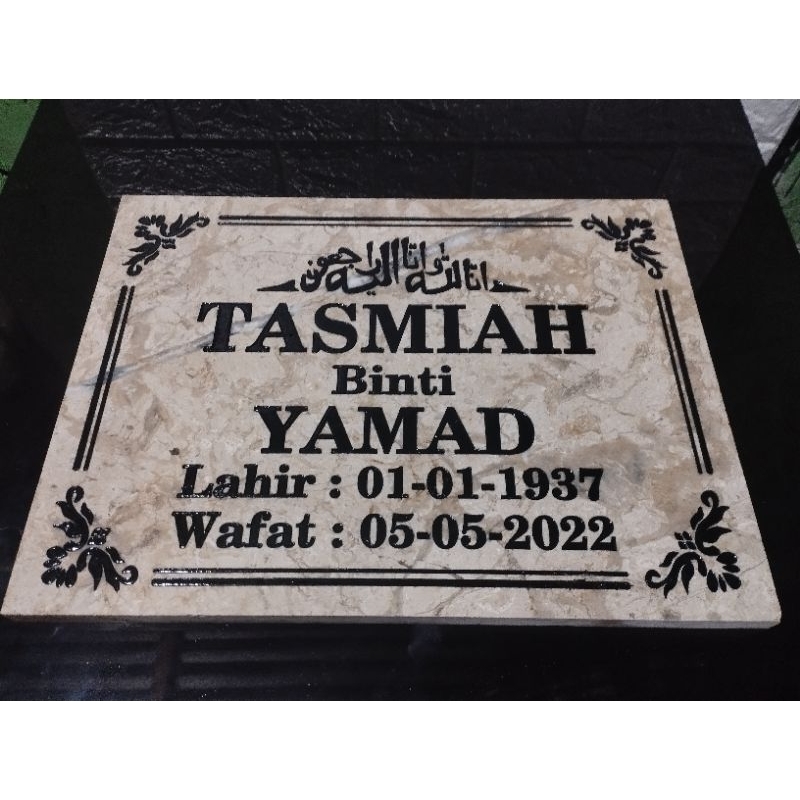 انا لله وانا اليه راجعون
TASMIAH
Binti
YAMAD
Lahir : 01-01-1937
Wafat : 05-05-2022